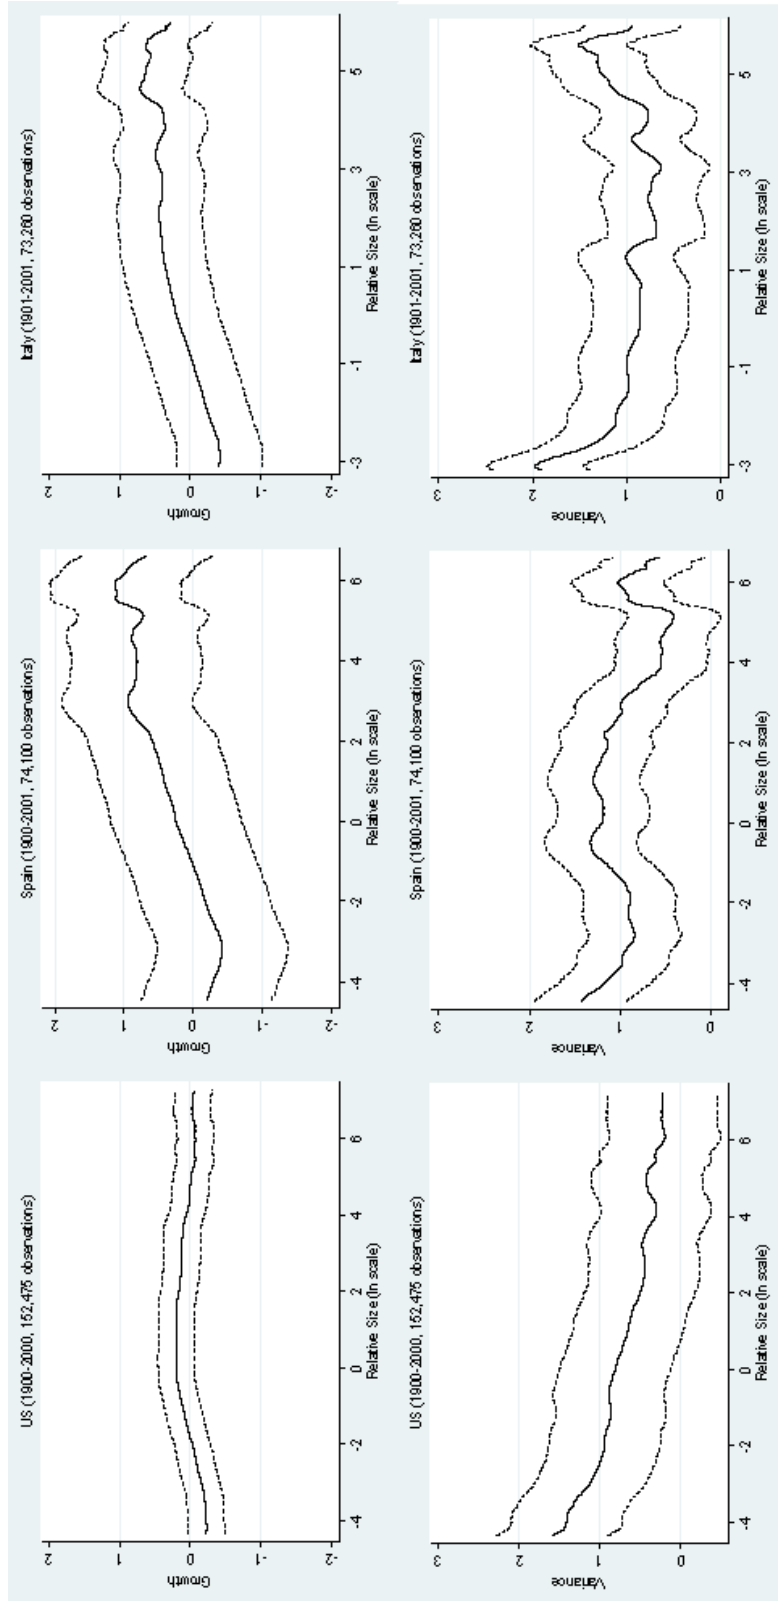 US (1900-2000, 152,475 observations)
Growth
2
1
0
-1
-2
-4 -2 0 2 4 6
Relative Size (ln scale)
Spain (1900-2001, 74,100 observations)
Growth
2
1
0
-1
-2
-4 -2 0 2 4 6
Relative Size (ln scale)
Italy (1901-2001, 73,260 observations)
Growth
2
1
0
-1
-2
-3 -1 1 3 5
Relative Size (ln scale)
US (1900-2000, 152,475 observations)
Variance
3
2
1
0
-4 -2 0 2 4 6
Relative Size (ln scale)
Spain (1900-2001, 74,100 observations)
Variance
3
2
1
0
-4 -2 0 2 4 6
Relative Size (ln scale)
Italy (1901-2001, 73,260 observations)
Variance
3
2
1
0
-3 -1 1 3 5
Relative Size (ln scale)